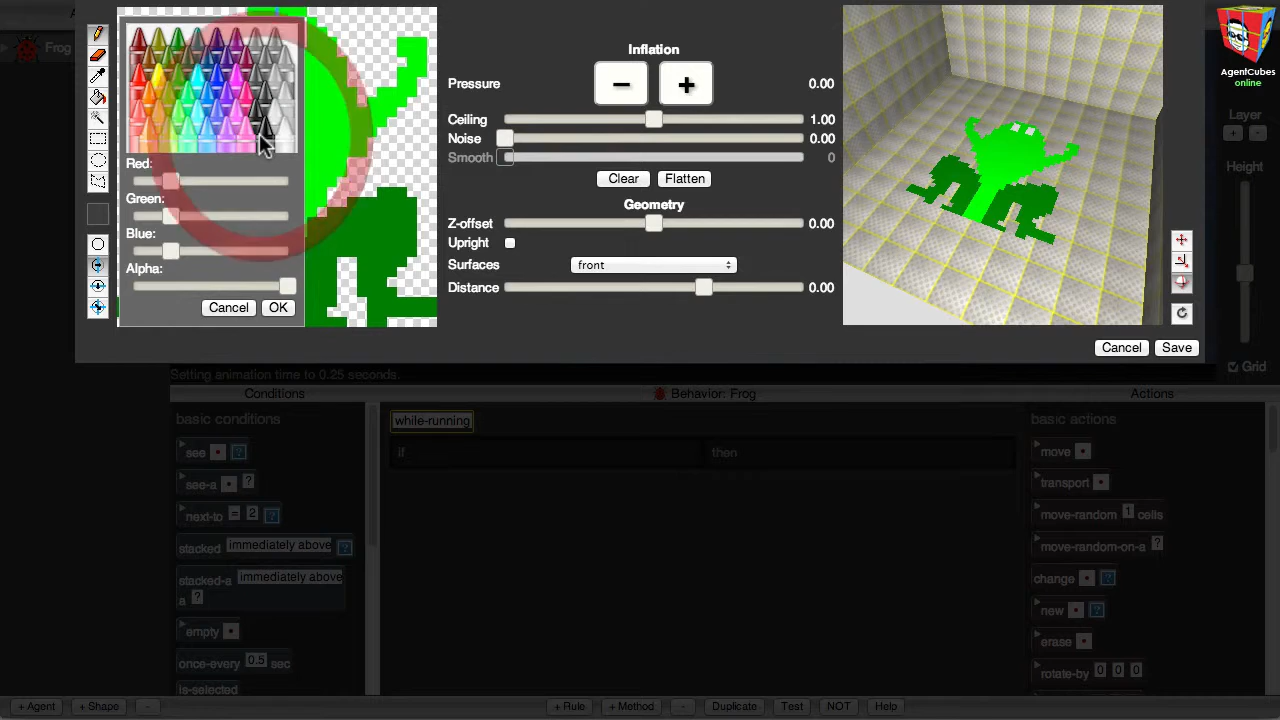 Frog
Red:
Green:
Blue:
Alpha:
Cancel
OK
Inflation
Pressure
−
+
0.00
Ceiling
1.00
Noise
0.00
Smooth
0
Clear
Flatten
Geometry
Z-offset
0.00
Upright
Surfaces
front
Distance
0.00
Cancel
Save
AgentCubes
online
Layer
+
-
Height
Grid
Setting animation time to 0.25 seconds.
Conditions
Behavior: Frog
Actions
basic conditions
see ?
see-a ?
next-to = 2 ?
stacked immediately above ?
stacked-a immediately above
a ?
empty
once-every 0.5 sec
is-selected
while-running
if
then
basic actions
move
transport
move-random 1 cells
move-random-on-a ?
change ?
new ?
erase
rotate-by 0 0 0
+ Agent
+ Shape
-
+ Rule
+ Method
-
Duplicate
Test
NOT
Help